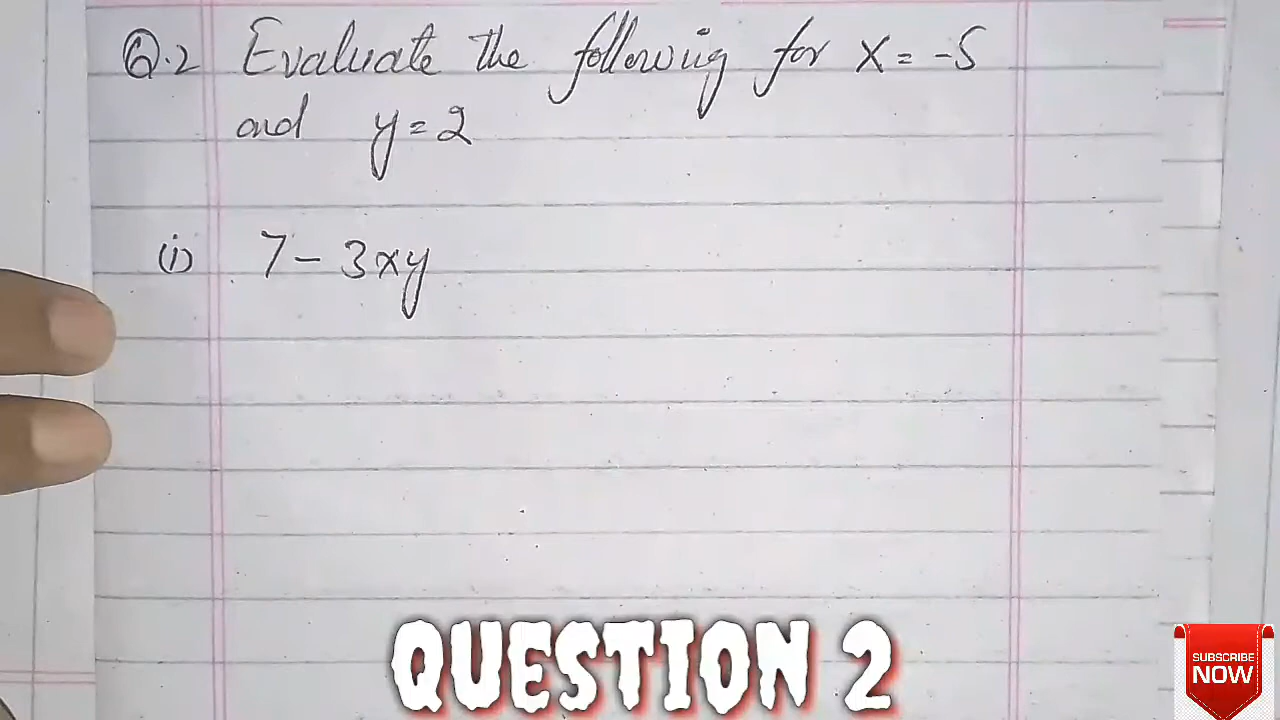 Q.2 Evaluate the following for x = -5
and y = 2
(i) 7 - 3xy
QUESTION 2
SUBSCRIBE
NOW